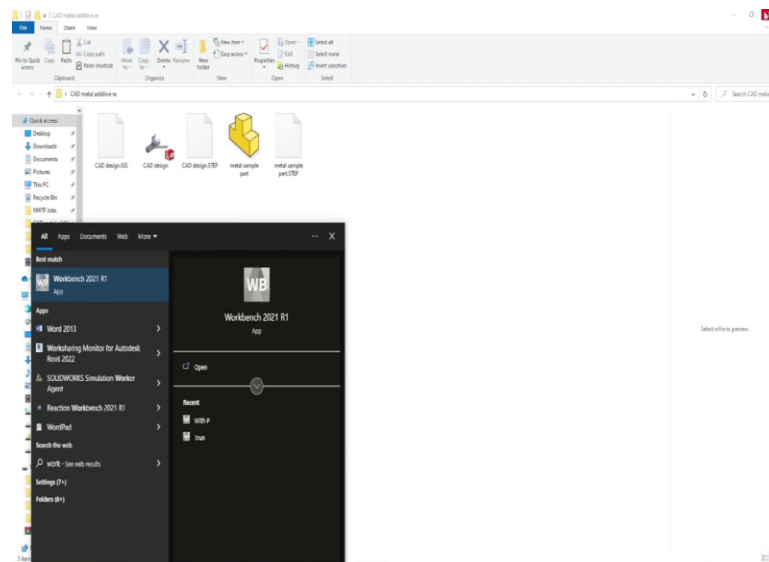 CAD metal additive re
File Home Share View
Pin to Quick access
Copy
Paste
Cut
Copy path
Paste shortcut
Clipboard
Move to
Copy to
Delete
Rename
Organize
New folder
New item
Easy access
New
Properties
Open
Edit
History
Open
Select all
Select none
Invert selection
Select
CAD metal additive re
Search CAD meta
Quick access
Desktop
Downloads
Documents
Pictures
This PC
Recycle Bin
NWTF Jobs
CAD design.IGS
CAD design
CAD design.STEP
metal sample part
metal sample part.STEP
Select a file to preview.
All Apps Documents Web More
Best match
Workbench 2021 R1
App
Apps
Word 2013
Worksharing Monitor for Autodesk
Revit 2022
SOLIDWORKS Simulation Worker
Agent
Reaction Workbench 2021 R1
WordPad
Search the web
work - See web results
Settings (7+)
Folders (8+)
WB
Workbench 2021 R1
App
Open
Recent
With P
5 item